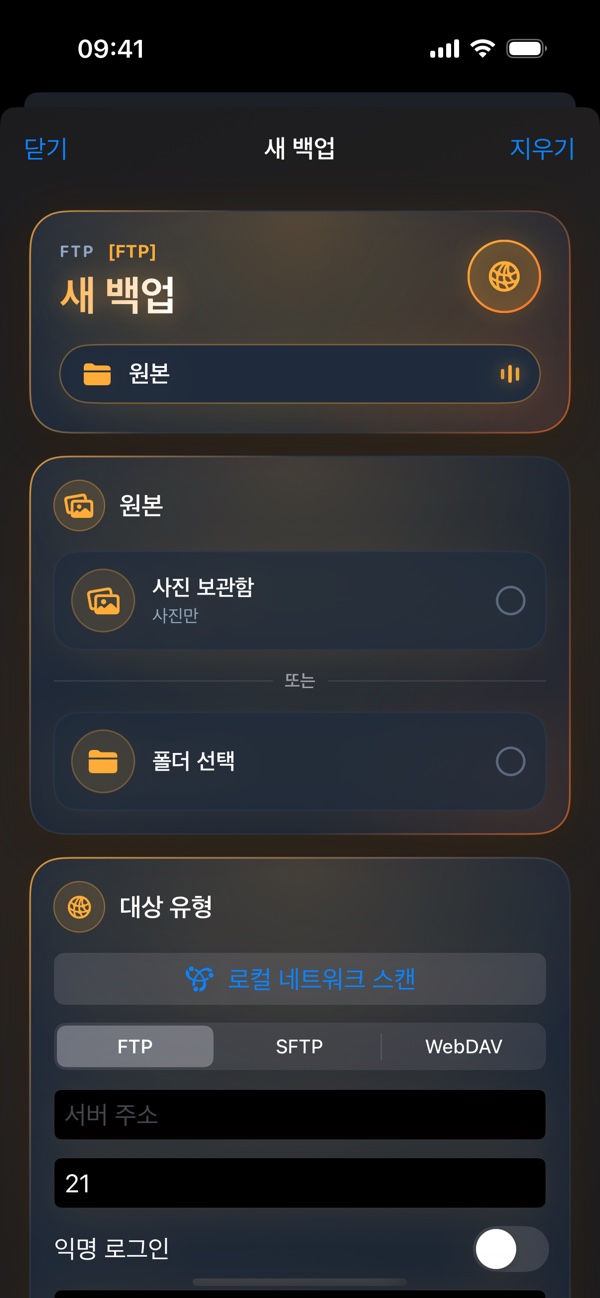 09:41
닫기
새 백업
지우기
FTP [FTP]
새 백업
원본
원본
사진 보관함
사진만
또는
폴더 선택
대상 유형
로컬 네트워크 스캔
FTP
SFTP
WebDAV
서버 주소
21
익명 로그인